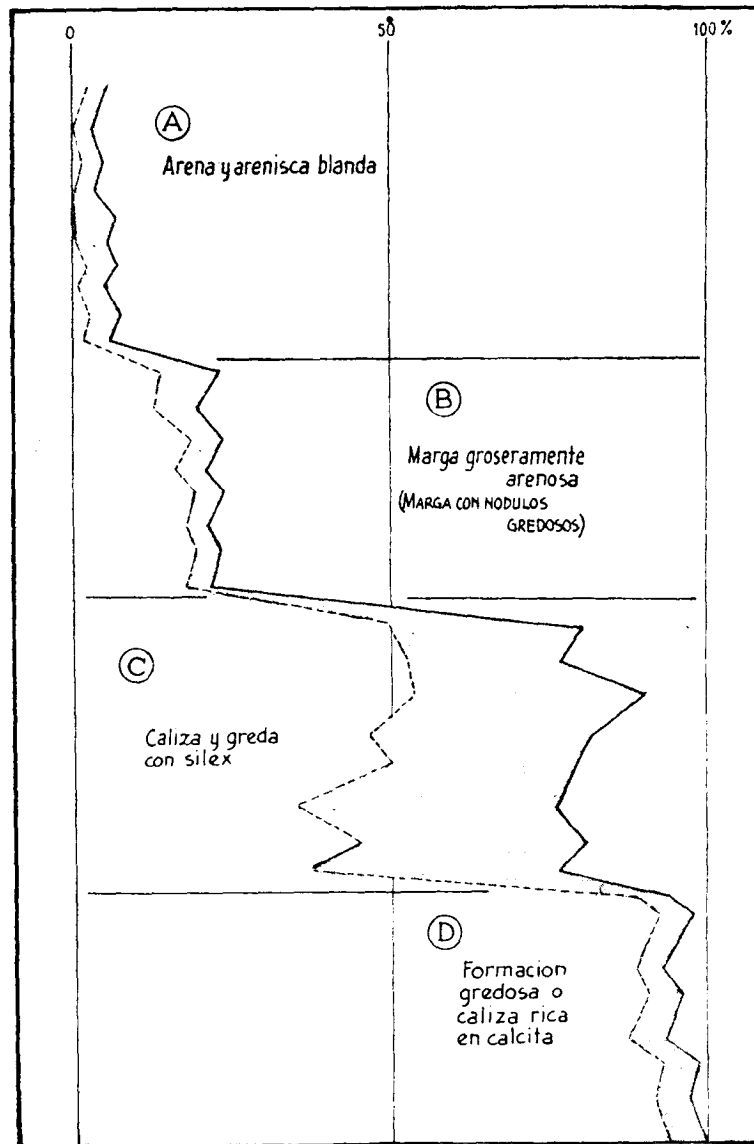 0 50 100%
A
Arena y arenisca blanda
B
Marga groseramente
arenosa
(MARGA CON NODULOS
GREDOSOS)
C
Caliza y greda
con silex
D
Formacion
gredosa o
caliza rica
en calcita